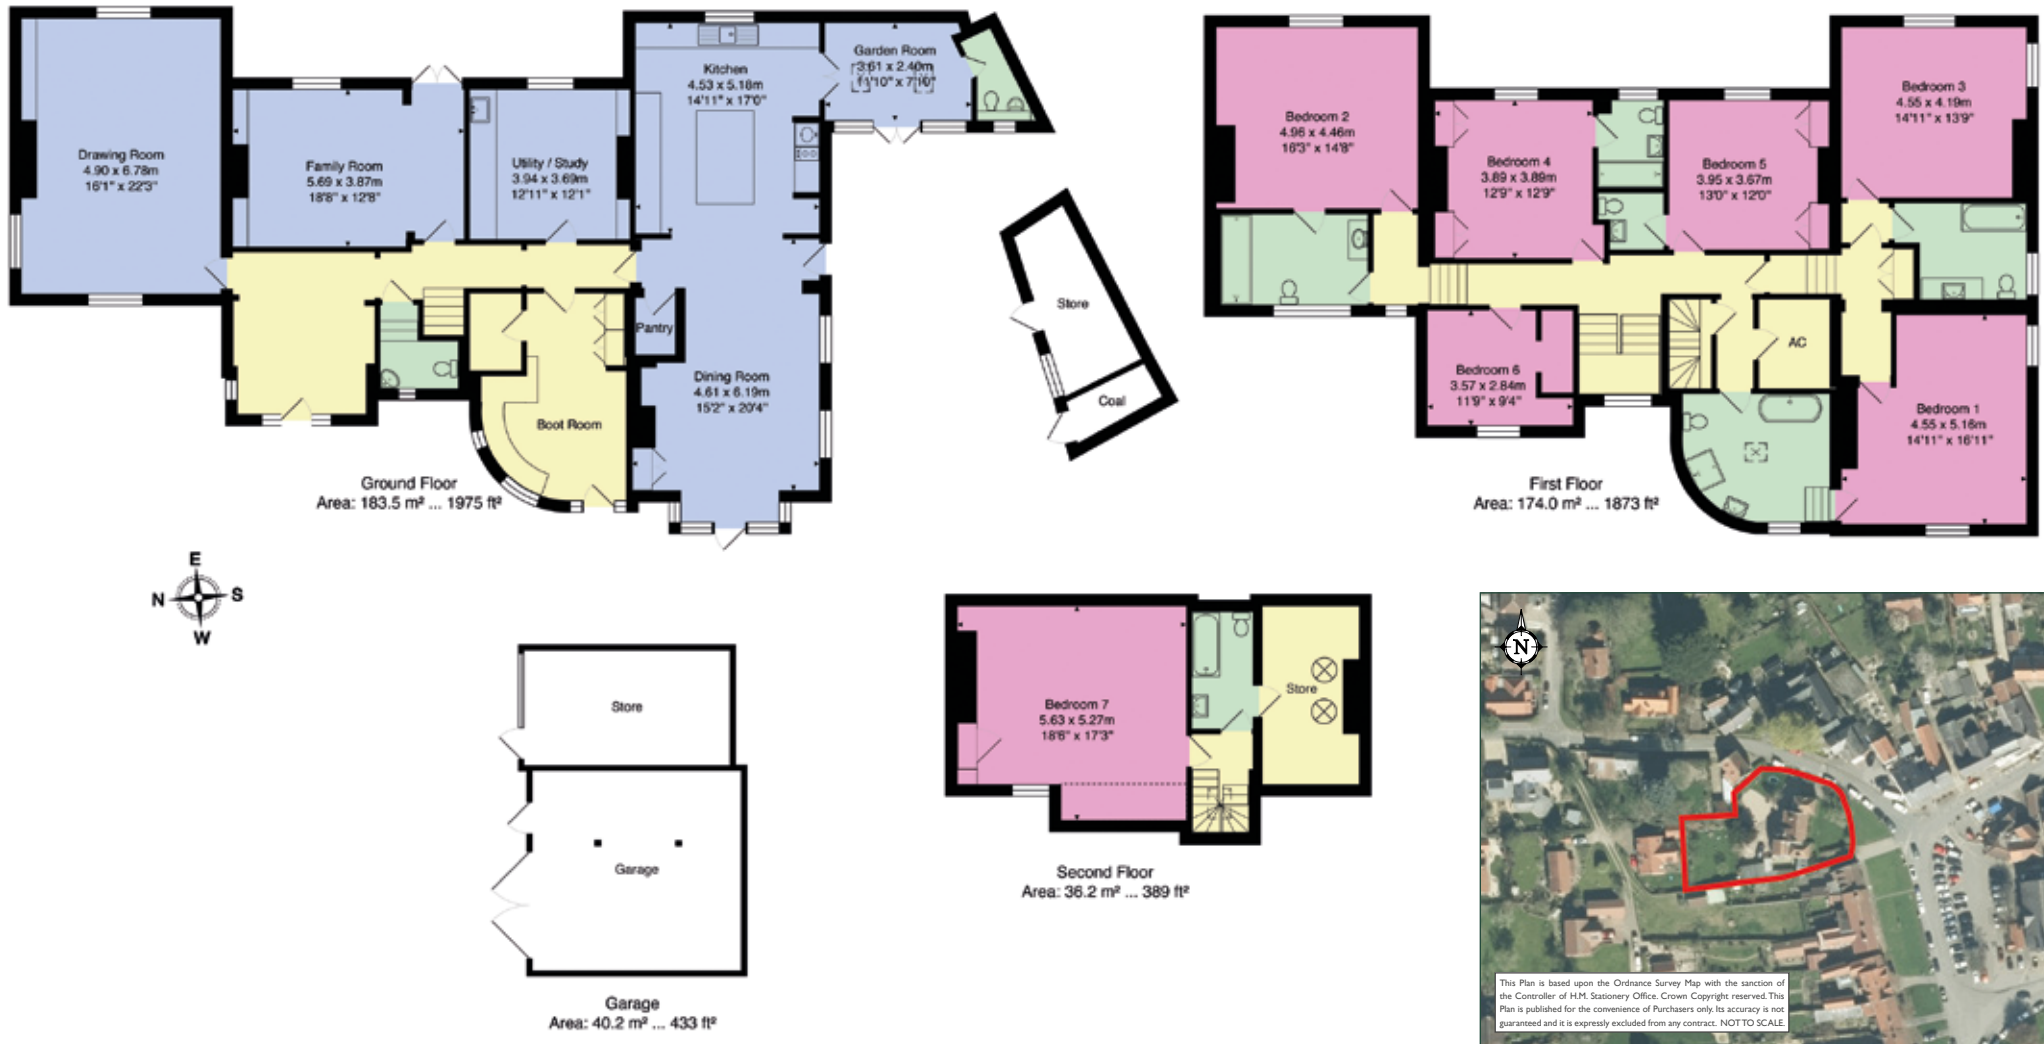 Drawing Room
4.90 x 6.78m
16'1" x 22'3"
Family Room
5.69 x 3.87m
18'8" x 12'8"
Utility / Study
3.94 x 3.69m
12'11" x 12'1"
Kitchen
4.53 x 5.18m
14'11" x 17'0"
Garden Room
3.61 x 2.40m
11'10" x 7'10"
Pantry
Dining Room
4.61 x 6.19m
15'2" x 20'4"
Boot Room
Ground Floor
Area: 183.5 m² ... 1975 ft²
Store
Coal
Bedroom 2
4.96 x 4.46m
16'3" x 14'8"
Bedroom 4
3.89 x 3.89m
12'9" x 12'9"
Bedroom 5
3.95 x 3.67m
13'0" x 12'0"
Bedroom 3
4.55 x 4.19m
14'11" x 13'9"
Bedroom 6
3.57 x 2.84m
11'9" x 9'4"
AC
Bedroom 1
4.55 x 5.16m
14'11" x 16'11"
First Floor
Area: 174.0 m² ... 1873 ft²
E
N S
W
Store
Garage
Garage
Area: 40.2 m² ... 433 ft²
Bedroom 7
5.63 x 5.27m
18'6" x 17'3"
Store
Second Floor
Area: 36.2 m² ... 389 ft²
N
This Plan is based upon the Ordnance Survey Map with the sanction of
the Controller of H.M. Stationery Office. Crown Copyright reserved. This
Plan is published for the convenience of Purchasers only. Its accuracy is not
guaranteed and it is expressly excluded from any contract. NOT TO SCALE.